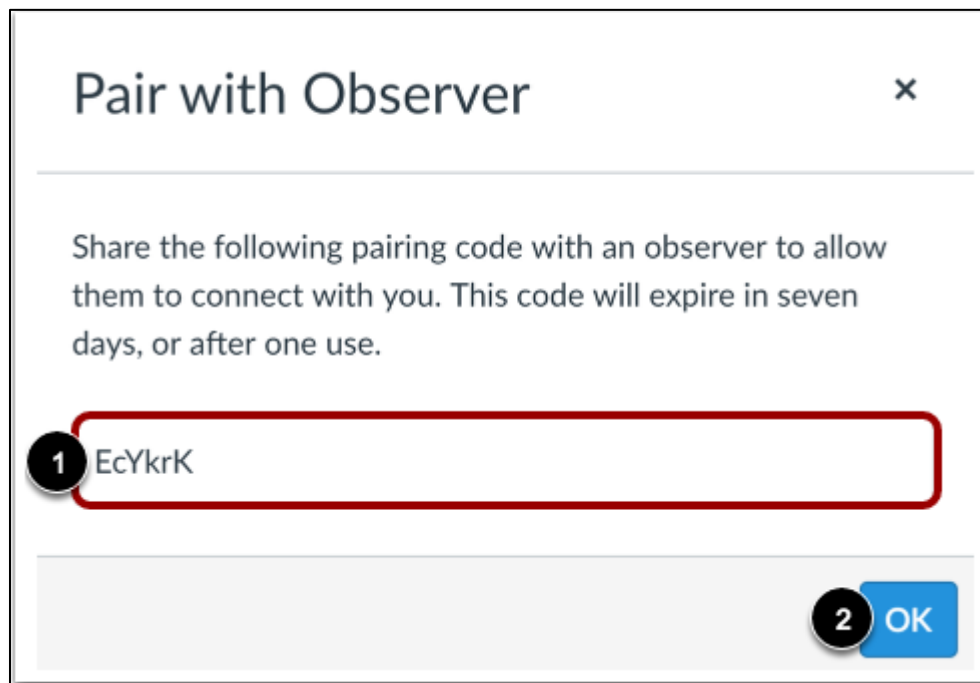 Pair with Observer ×
Share the following pairing code with an observer to allow
them to connect with you. This code will expire in seven
days, or after one use.
1 EcYkrK
2 OK